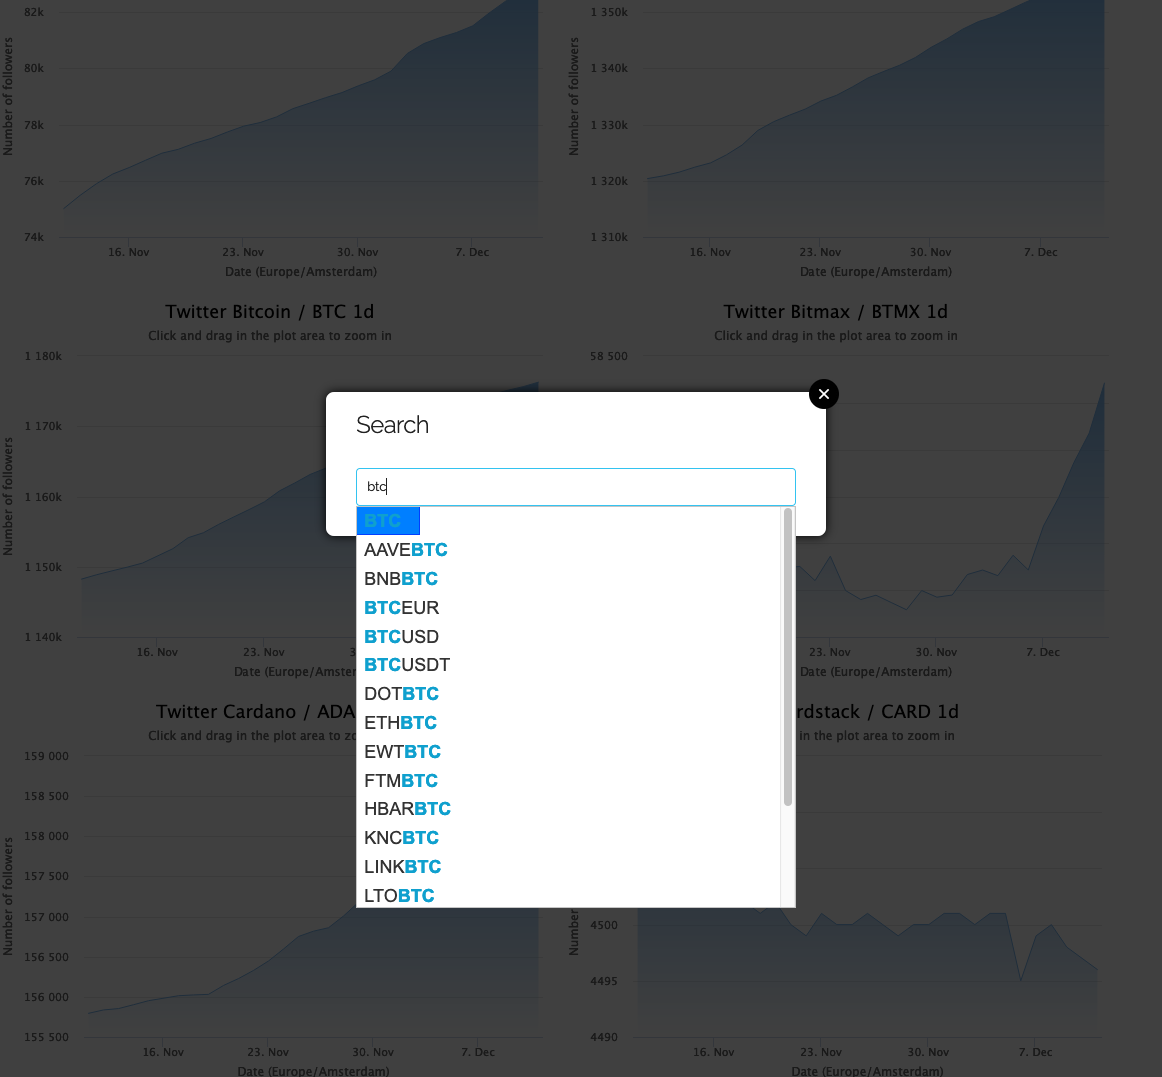 82k
80k
78k
76k
74k
Number of followers
16. Nov
23. Nov
30. Nov
7. Dec
Date (Europe/Amsterdam)
1 350k
1 340k
1 330k
1 320k
1 310k
Number of followers
16. Nov
23. Nov
30. Nov
7. Dec
Date (Europe/Amsterdam)
Twitter Bitcoin / BTC 1d
Click and drag in the plot area to zoom in
1 180k
1 170k
1 160k
1 150k
1 140k
Number of followers
16. Nov
23. Nov
Date (Europe/Amster
Twitter Bitmax / BTMX 1d
Click and drag in the plot area to zoom in
58 500
23. Nov
30. Nov
7. Dec
Date (Europe/Amsterdam)
Search
btc
BTC
AAVEBTC
BNBBTC
BTCEUR
BTCUSD
BTCUSDT
DOTBTC
ETHBTC
EWTBTC
FTMBTC
HBARBTC
KNCBTC
LINKBTC
LTOBTC
Twitter Cardano / ADA
Click and drag in the plot area to zo
159 000
158 500
158 000
157 500
157 000
156 500
156 000
155 500
Number of followers
16. Nov
23. Nov
30. Nov
7. Dec
Date (Europe/Amsterdam)
rdstack / CARD 1d
in the plot area to zoom in
4500
4495
4490
Number
16. Nov
23. Nov
30. Nov
7. Dec
Date (Europe/Amsterdam)